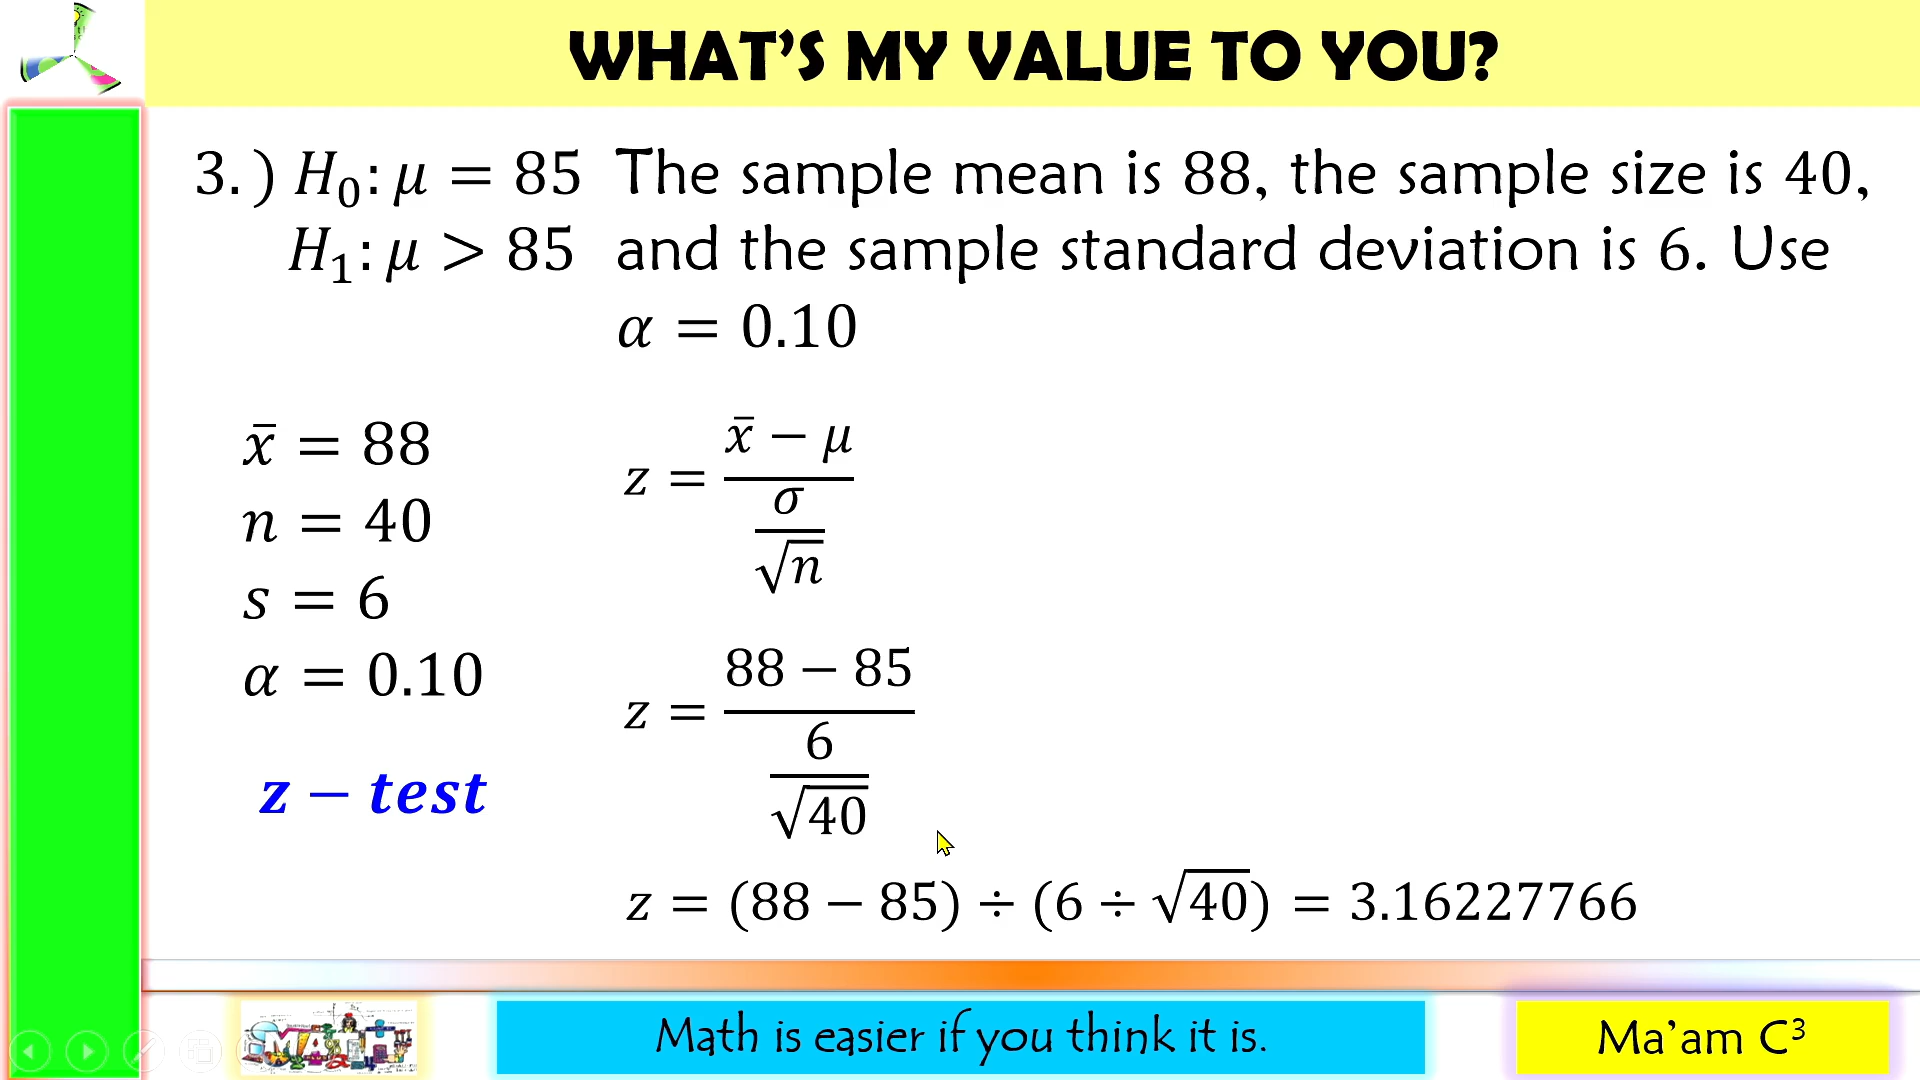 WHAT'S MY VALUE TO YOU?
3.) H₀: μ = 85 The sample mean is 88, the sample size is 40,
H₁: μ > 85 and the sample standard deviation is 6. Use
α = 0.10
x̄ = 88
n = 40
s = 6
α = 0.10
z − test
z = (x̄ − μ) / (σ / √n)
z = (88 − 85) / (6 / √40)
z = (88 − 85) ÷ (6 ÷ √40) = 3.16227766
MATH
Math is easier if you think it is.
Ma'am C³